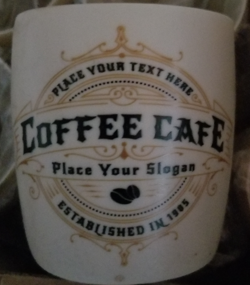 PLACE YOUR TEXT HERE
COFFEE CAFE
Place Your Slogan
ESTABLISHED IN 1985